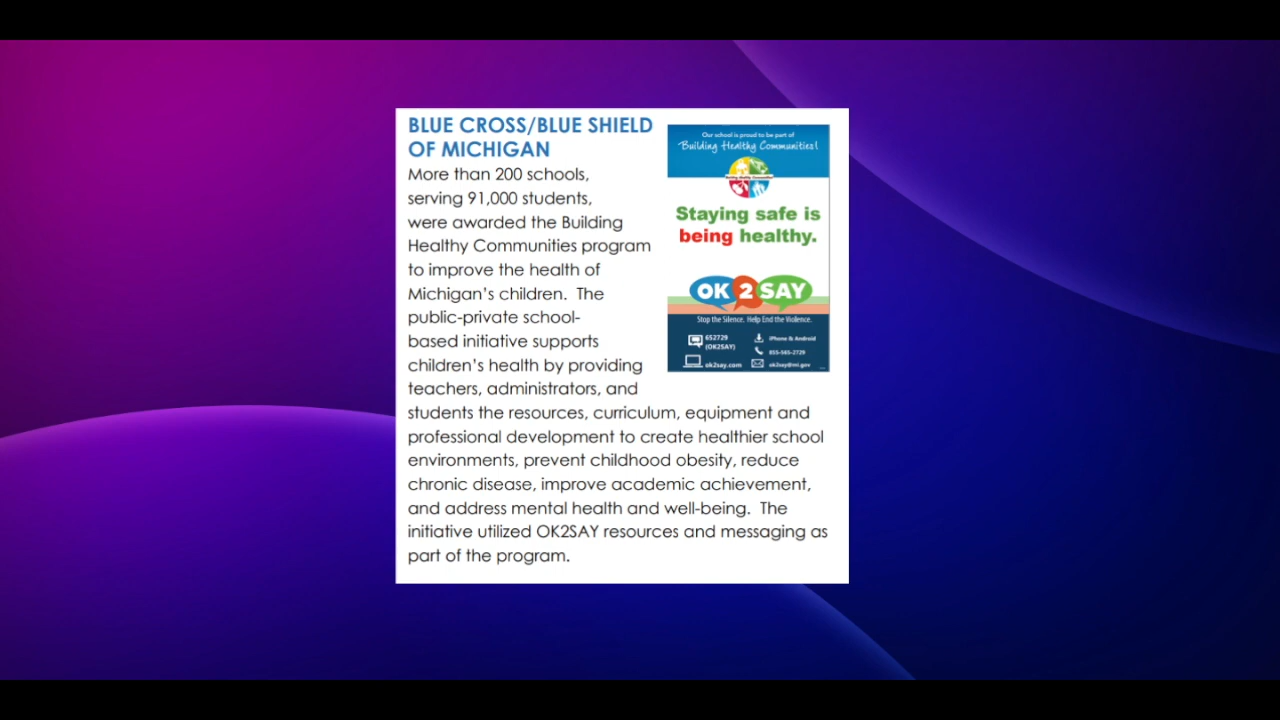 BLUE CROSS/BLUE SHIELD
OF MICHIGAN
More than 200 schools,
serving 91,000 students,
were awarded the Building
Healthy Communities program
to improve the health of
Michigan's children.  The
public-private school-
based initiative supports
children's health by providing
teachers, administrators, and
students the resources, curriculum, equipment and
professional development to create healthier school
environments, prevent childhood obesity, reduce
chronic disease, improve academic achievement,
and address mental health and well-being.  The
initiative utilized OK2SAY resources and messaging as
part of the program.
Our school is proud to be part of
Building Healthy Communities!
Building Healthy Communities
Staying safe is
being healthy.
OK 2 SAY
Stop the Silence. Help End the Violence.
652729
(OK2SAY)
iPhone & Android
855-565-2729
ok2say.com
ok2say@mi.gov